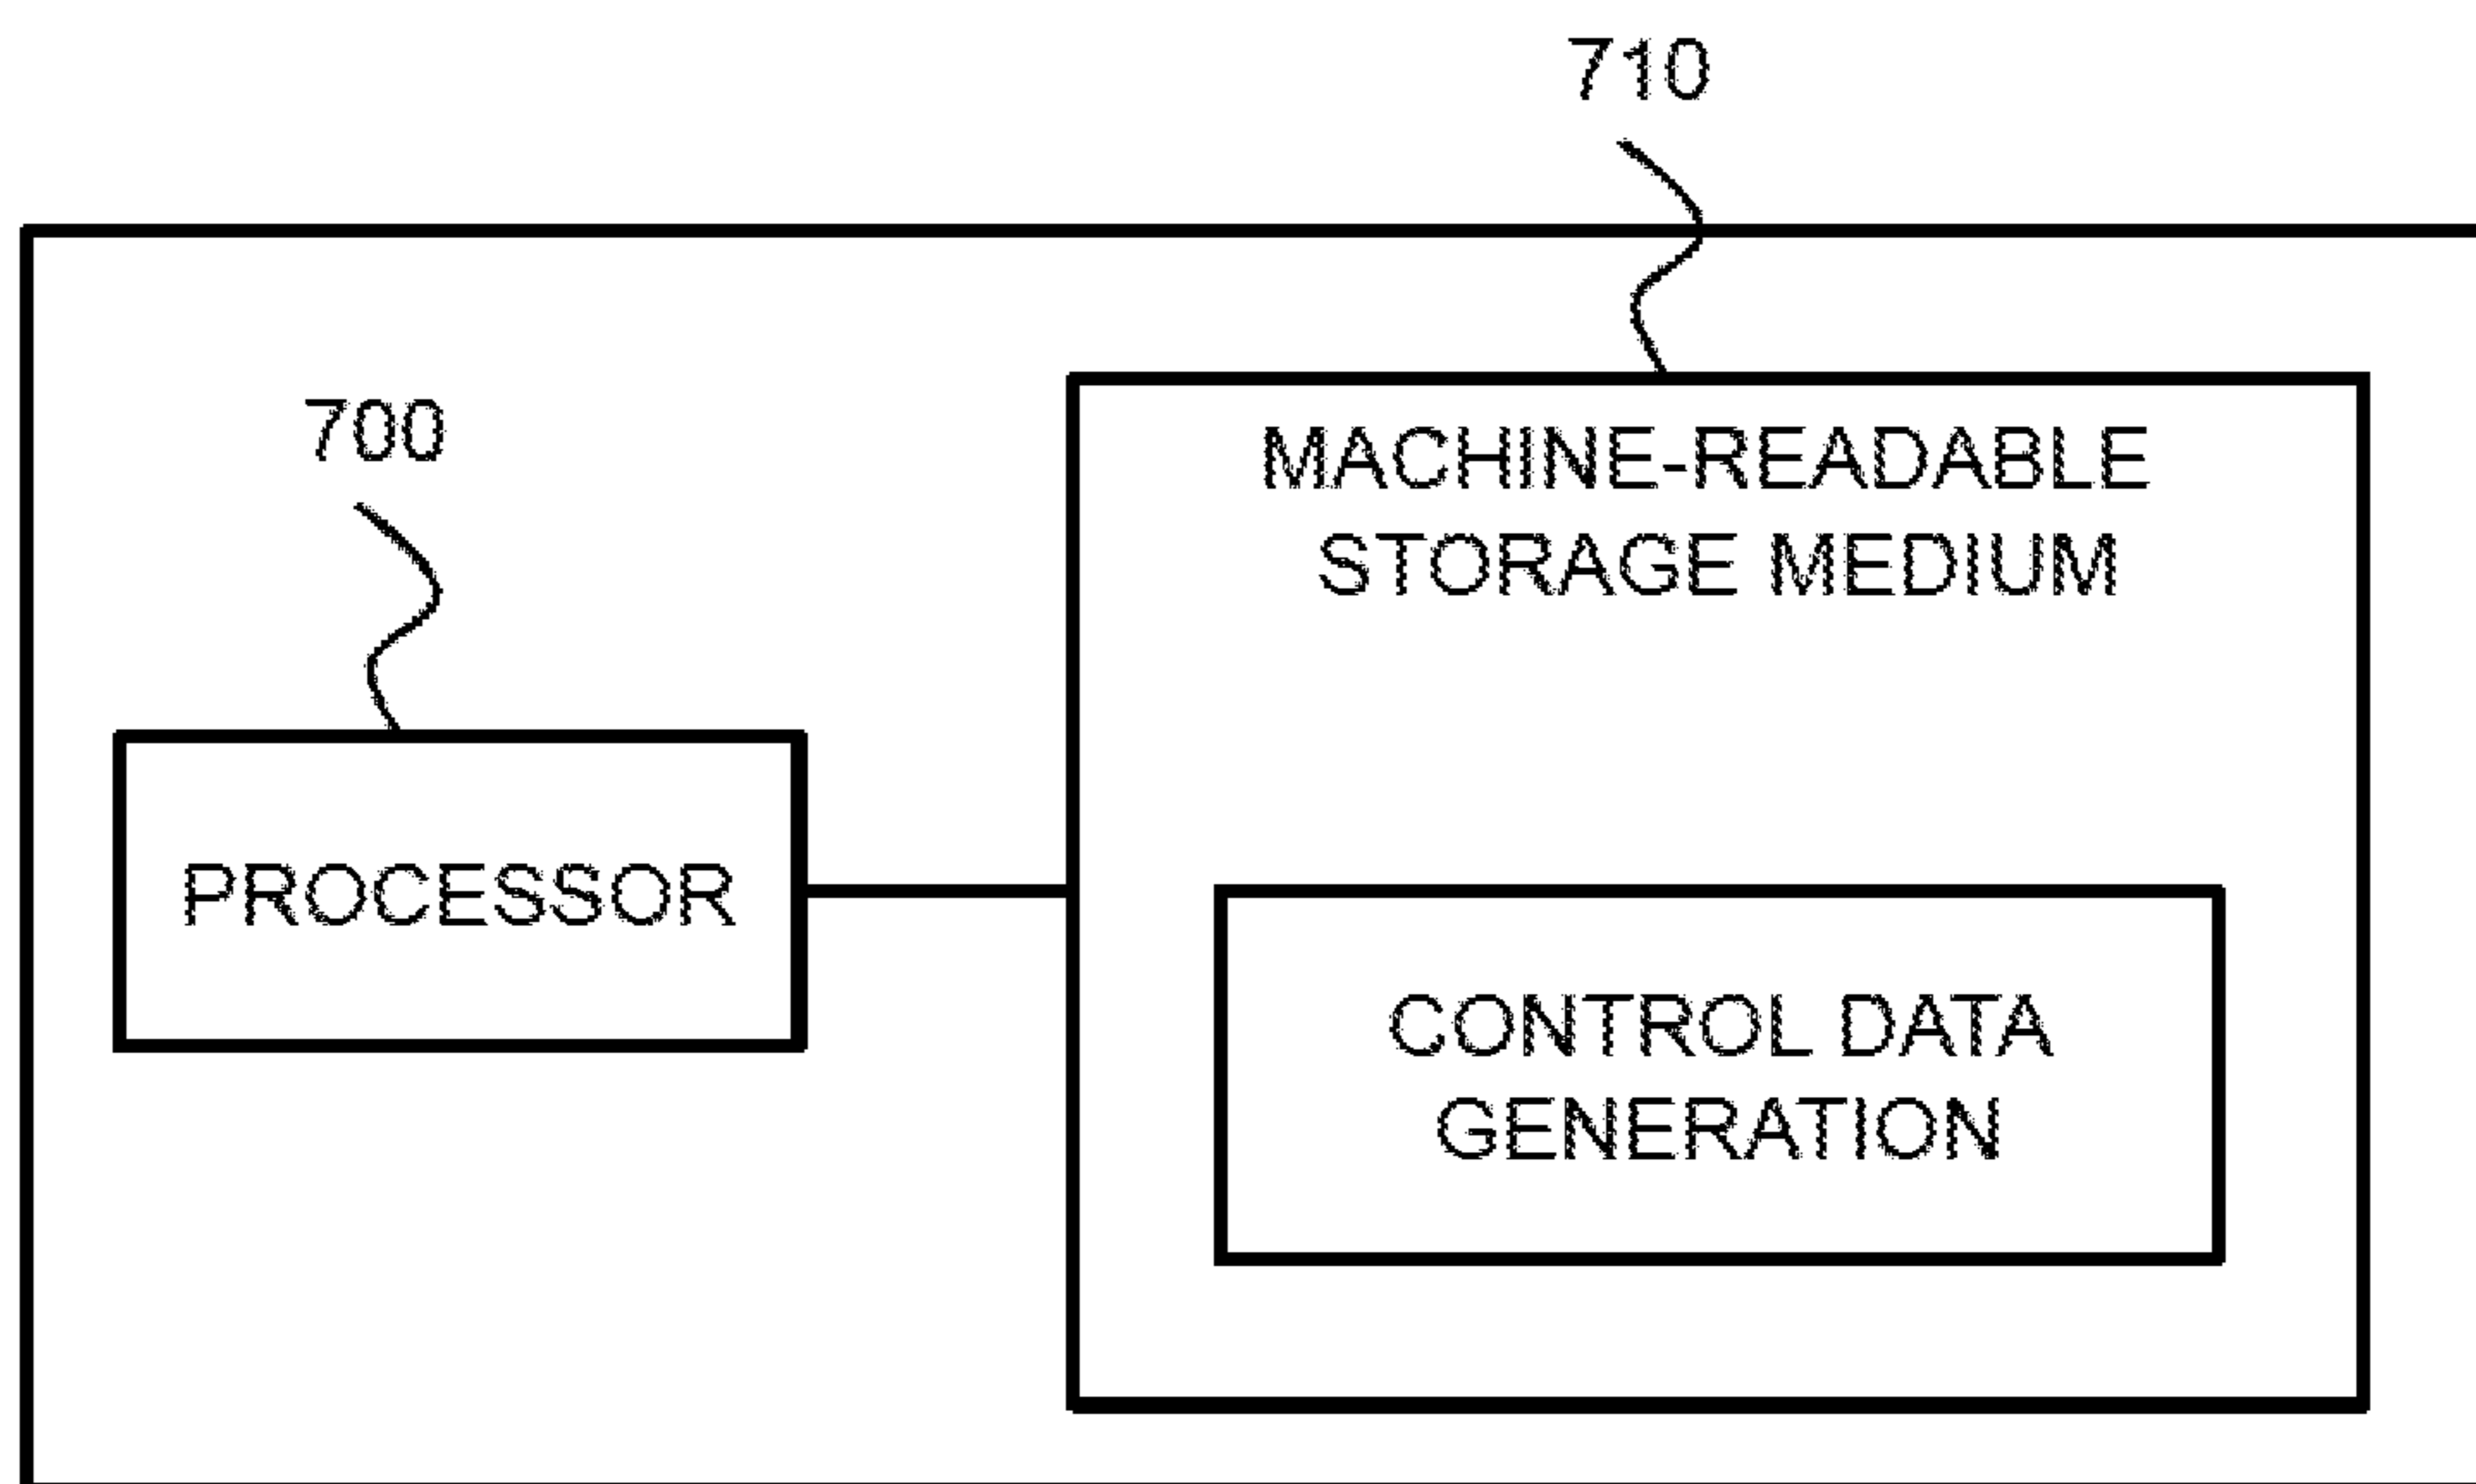 710
700
MACHINE-READABLE
STORAGE MEDIUM
PROCESSOR
CONTROL DATA
GENERATION